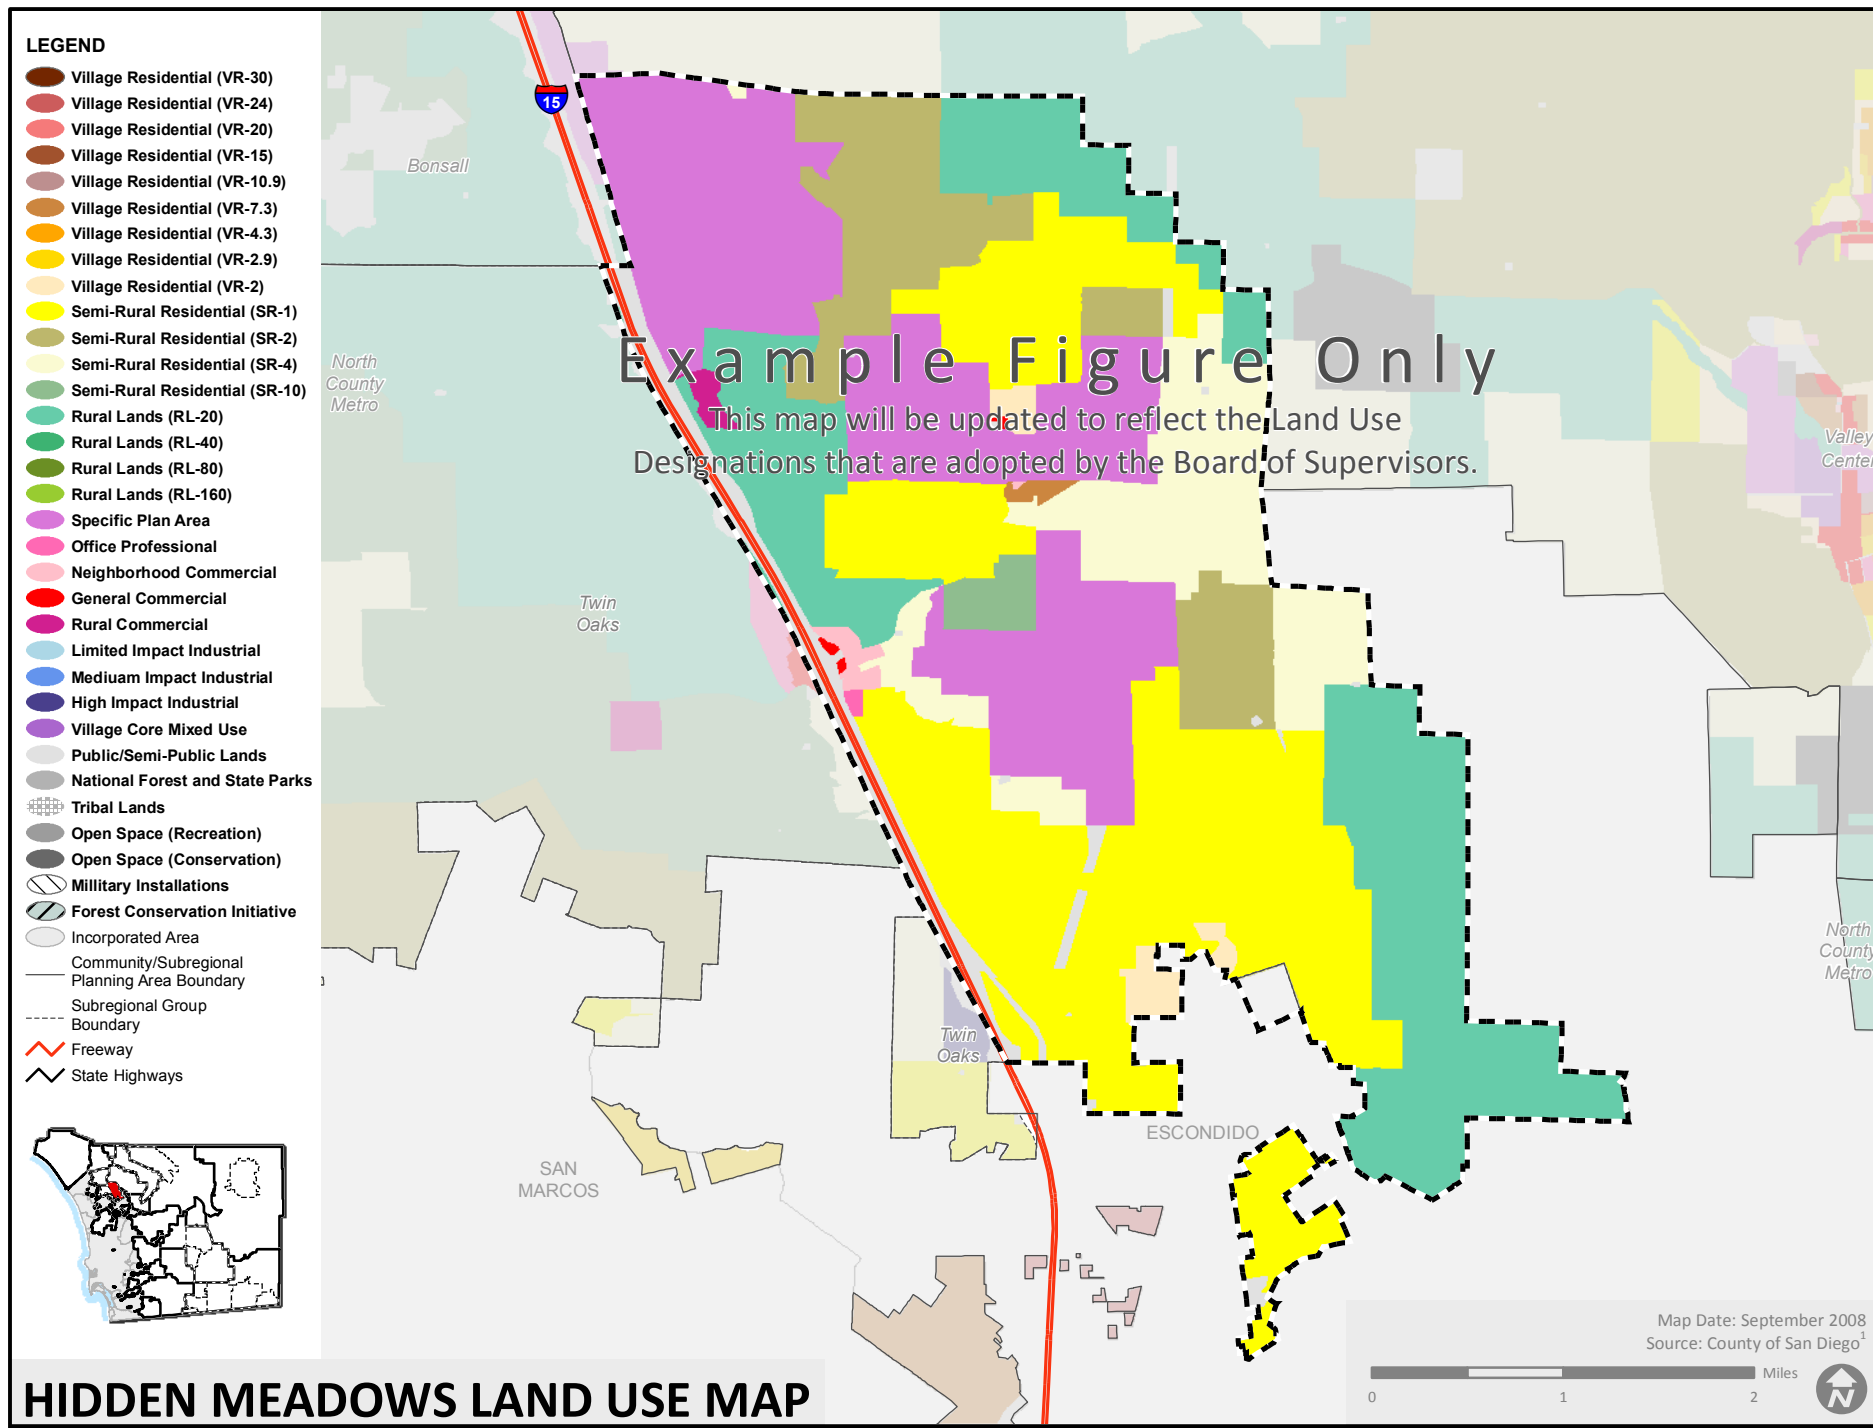 LEGEND
Village Residential (VR-30)
Village Residential (VR-24)
Village Residential (VR-20)
Village Residential (VR-15)
Village Residential (VR-10.9)
Village Residential (VR-7.3)
Village Residential (VR-4.3)
Village Residential (VR-2.9)
Village Residential (VR-2)
Semi-Rural Residential (SR-1)
Semi-Rural Residential (SR-2)
Semi-Rural Residential (SR-4)
Semi-Rural Residential (SR-10)
Rural Lands (RL-20)
Rural Lands (RL-40)
Rural Lands (RL-80)
Rural Lands (RL-160)
Specific Plan Area
Office Professional
Neighborhood Commercial
General Commercial
Rural Commercial
Limited Impact Industrial
Mediuam Impact Industrial
High Impact Industrial
Village Core Mixed Use
Public/Semi-Public Lands
National Forest and State Parks
Tribal Lands
Open Space (Recreation)
Open Space (Conservation)
Millitary Installations
Forest Conservation Initiative
Incorporated Area
Community/Subregional
Planning Area Boundary
Subregional Group
Boundary
Freeway
State Highways
15
Bonsall
North
County
Metro
Example Figure Only
This map will be updated to reflect the Land Use
Designations that are adopted by the Board of Supervisors.
Valley
Center
Twin
Oaks
North
County
Metro
Twin
Oaks
ESCONDIDO
SAN
MARCOS
Map Date: September 2008
Source: County of San Diego1
Miles
0 1 2
N
HIDDEN MEADOWS LAND USE MAP